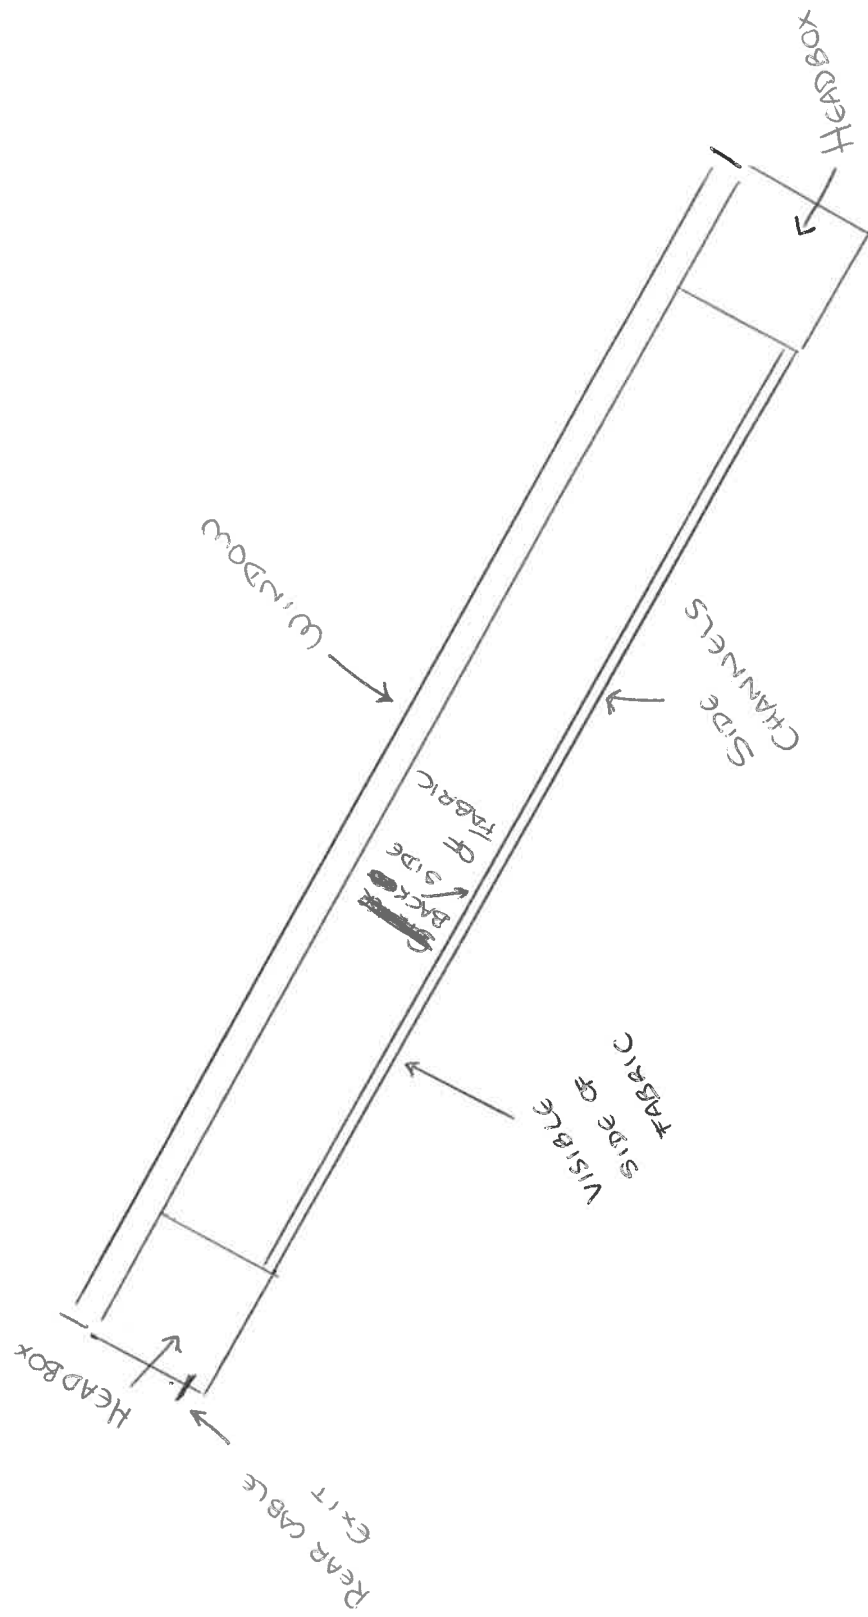 HEADBOX
WINDOW
SIDE
CHANNELS
BACK
SIDE
OF
FABRIC
VISIBLE
SIDE OF
FABRIC
HEADBOX
REAR CABLE
EXIT